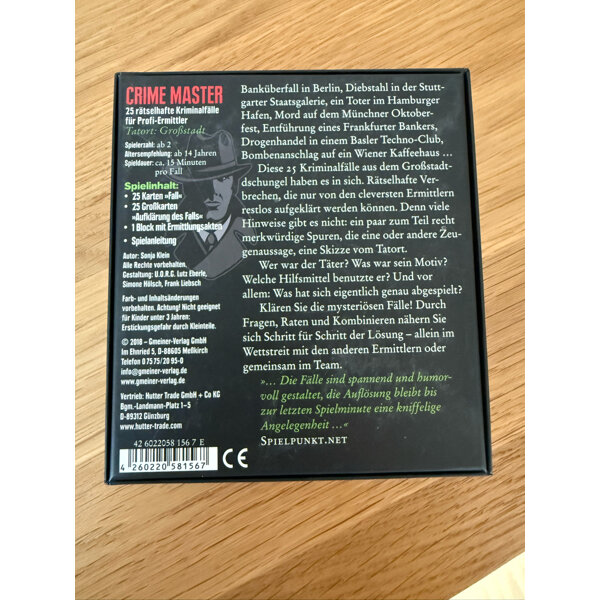 CRIME MASTER
25 rätselhafte Kriminalfälle
für Profi-Ermittler
Tatort: Großstadt
Spielerzahl: ab 2
Altersempfehlung: ab 14 Jahren
Spieldauer: ca. 15 Minuten
pro Fall
Spielinhalt:
• 25 Karten »Fall«
• 25 Großkarten
»Aufklärung des Falls«
• 1 Block mit Ermittlungsakten
• Spielanleitung
Autor: Sonja Klein
Alle Rechte vorbehalten.
Gestaltung: U.O.R.G. Lutz Eberle,
Simone Hölsch, Frank Liebsch
Farb- und Inhaltsänderungen
vorbehalten. Achtung! Nicht geeignet
für Kinder unter 3 Jahren:
Erstickungsgefahr durch Kleinteile.
© 2018 – Gmeiner-Verlag GmbH
Im Ehnried 5, D-88605 Meßkirch
Telefon 0 75 75/20 95-0
info@gmeiner-verlag.de
www.gmeiner-verlag.de
Vertrieb: Hutter Trade GmbH + Co KG
Bgm.-Landmann-Platz 1–5
D-89312 Günzburg
www.hutter-trade.com
42 6022058 156 7 E
4 260220 581567
CE
Banküberfall in Berlin, Diebstahl in der Stutt-
garter Staatsgalerie, ein Toter im Hamburger
Hafen, Mord auf dem Münchner Oktober-
fest, Entführung eines Frankfurter Bankers,
Drogenhandel in einem Basler Techno-Club,
Bombenanschlag auf ein Wiener Kaffeehaus ...
Diese 25 Kriminalfälle aus dem Großstadt-
dschungel haben es in sich. Rätselhafte Ver-
brechen, die nur von den cleversten Ermittlern
restlos aufgeklärt werden können. Denn viele
Hinweise gibt es nicht: ein paar zum Teil recht
merkwürdige Spuren, die eine oder andere Zeu-
genaussage, eine Skizze vom Tatort.
Wer war der Täter? Was war sein Motiv?
Welche Hilfsmittel benutzte er? Und vor
allem: Was hat sich eigentlich genau abgespielt?
Klären Sie die mysteriösen Fälle! Durch
Fragen, Raten und Kombinieren nähern Sie
sich Schritt für Schritt der Lösung – allein im
Wettstreit mit den anderen Ermittlern oder
gemeinsam im Team.
»... Die Fälle sind spannend und humor-
voll gestaltet, die Auflösung bleibt bis
zur letzten Spielminute eine kniffelige
Angelegenheit ...«
SPIELPUNKT.NET